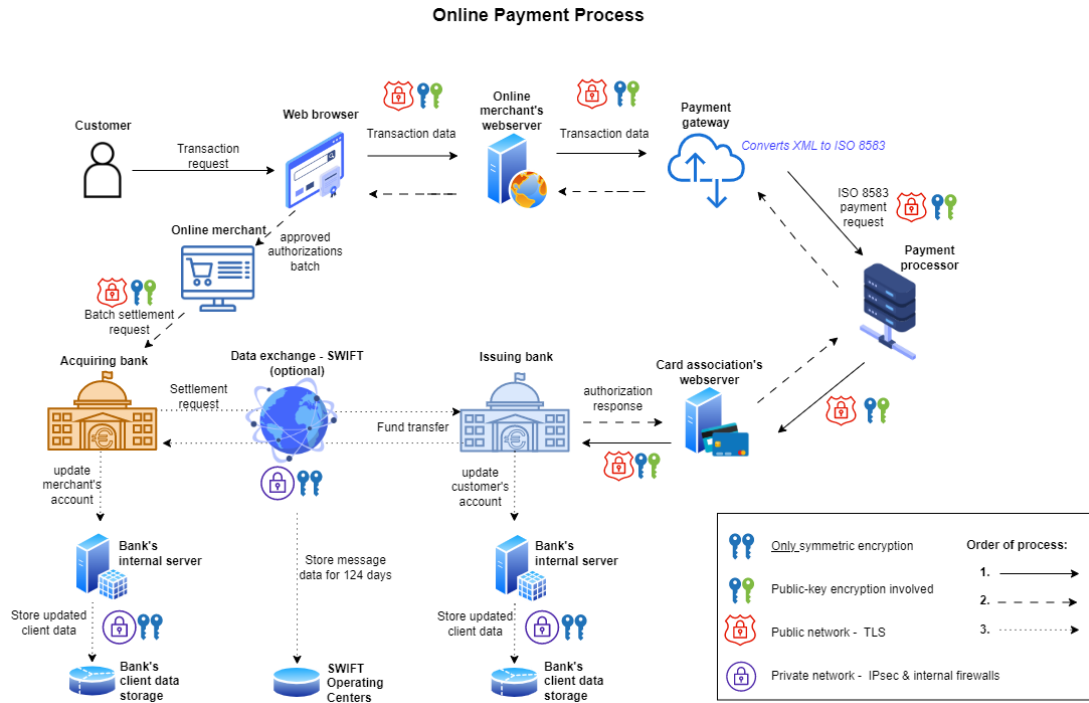 Online Payment Process
Customer
Transaction
request
Web browser
Transaction data
Online
merchant's
webserver
Transaction data
Payment
gateway
Converts XML to ISO 8583
ISO 8583
payment
request
Payment
processor
Online merchant
approved
authorizations
batch
Batch settlement
request
Acquiring bank
Settlement
request
Data exchange - SWIFT
(optional)
Fund transfer
Issuing bank
authorization
response
Card association's
webserver
update
merchant's
account
update
customer's
account
Bank's
internal server
Store message
data for 124 days
Bank's
internal server
Store updated
client data
Store updated
client data
Bank's
client data
storage
SWIFT
Operating
Centers
Bank's
client data
storage
Only symmetric encryption
Public-key encryption involved
Public network - TLS
Private network - IPsec & internal firewalls
Order of process:
1.
2.
3.